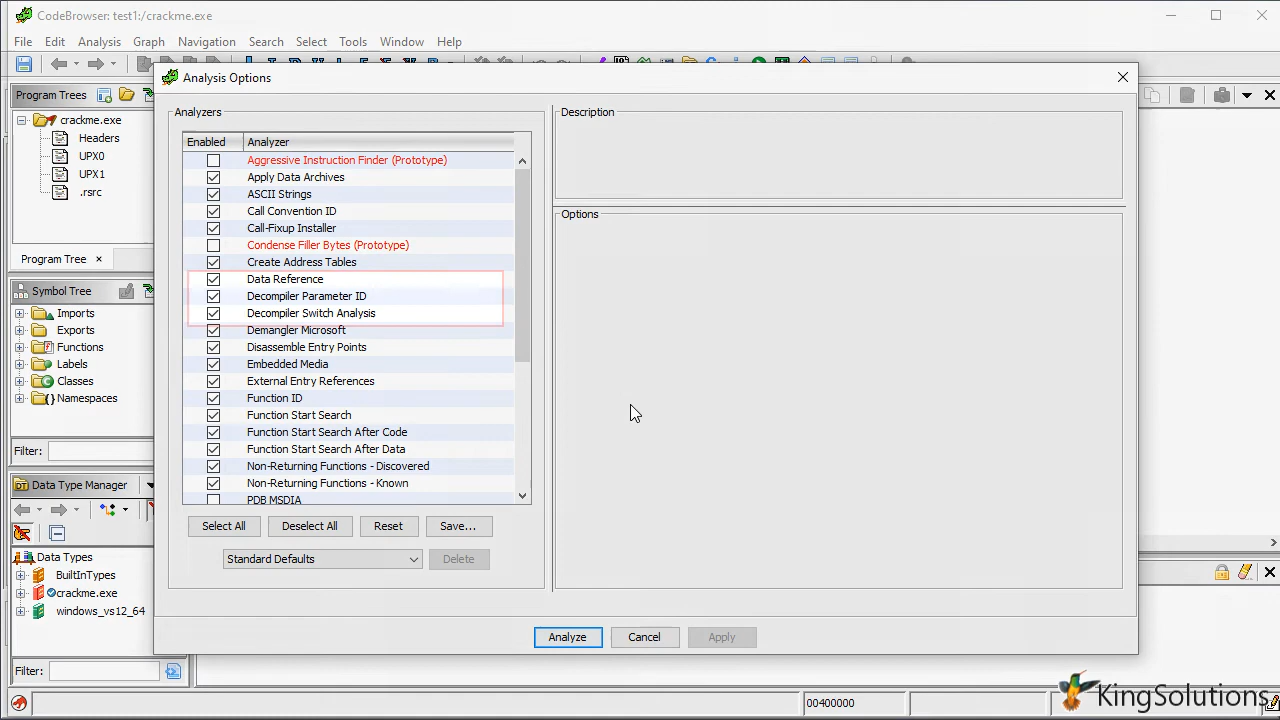 CodeBrowser: test1:/crackme.exe
File Edit Analysis Graph Navigation Search Select Tools Window Help
Analysis Options
Program Trees
crackme.exe
Headers
UPX0
UPX1
.rsrc
Program Tree
Symbol Tree
Imports
Exports
Functions
Labels
Classes
Namespaces
Filter:
Data Type Manager
Data Types
BuiltInTypes
crackme.exe
windows_vs12_64
Filter:
Analyzers
Enabled Analyzer
Aggressive Instruction Finder (Prototype)
Apply Data Archives
ASCII Strings
Call Convention ID
Call-Fixup Installer
Condense Filler Bytes (Prototype)
Create Address Tables
Data Reference
Decompiler Parameter ID
Decompiler Switch Analysis
Demangler Microsoft
Disassemble Entry Points
Embedded Media
External Entry References
Function ID
Function Start Search
Function Start Search After Code
Function Start Search After Data
Non-Returning Functions - Discovered
Non-Returning Functions - Known
PDB MSDIA
Select All Deselect All Reset Save...
Standard Defaults Delete
Description
Options
Analyze Cancel Apply
00400000
KingSolutions